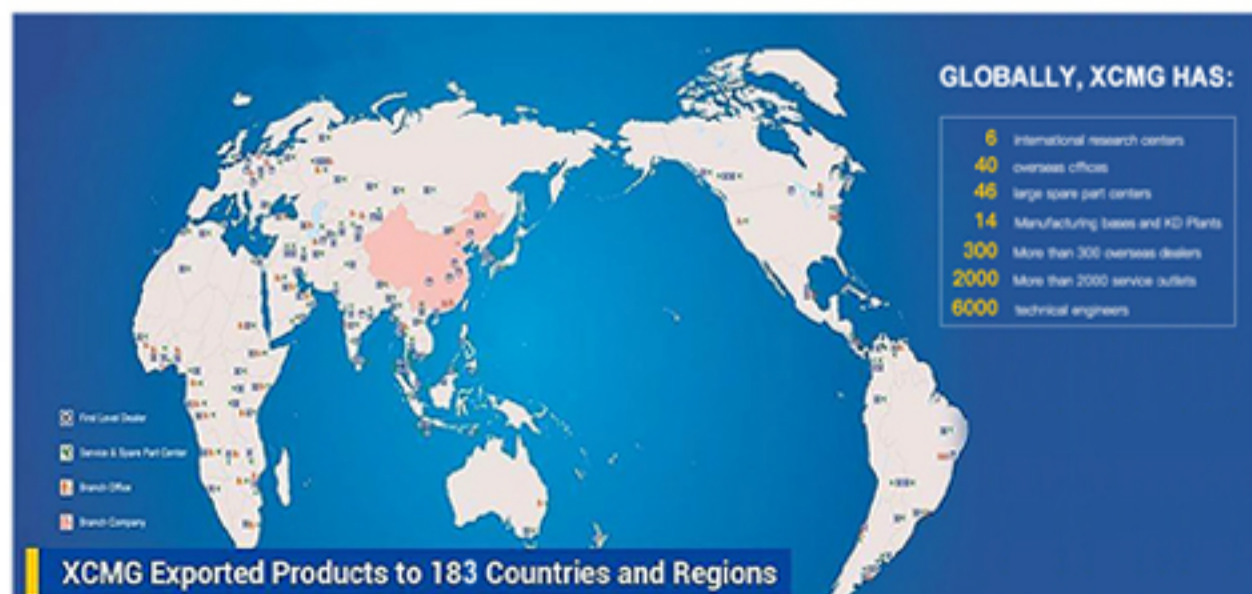 GLOBALLY, XCMG HAS:
6 International research centers
40 overseas offices
46 large spare part centers
14 Manufacturing bases and KD Plants
300 More than 300 overseas dealers
2000 More than 2000 service outlets
6000 technical engineers
First Level Dealer
Service & Spare Part Center
Branch Office
Branch Company
XCMG Exported Products to 183 Countries and Regions